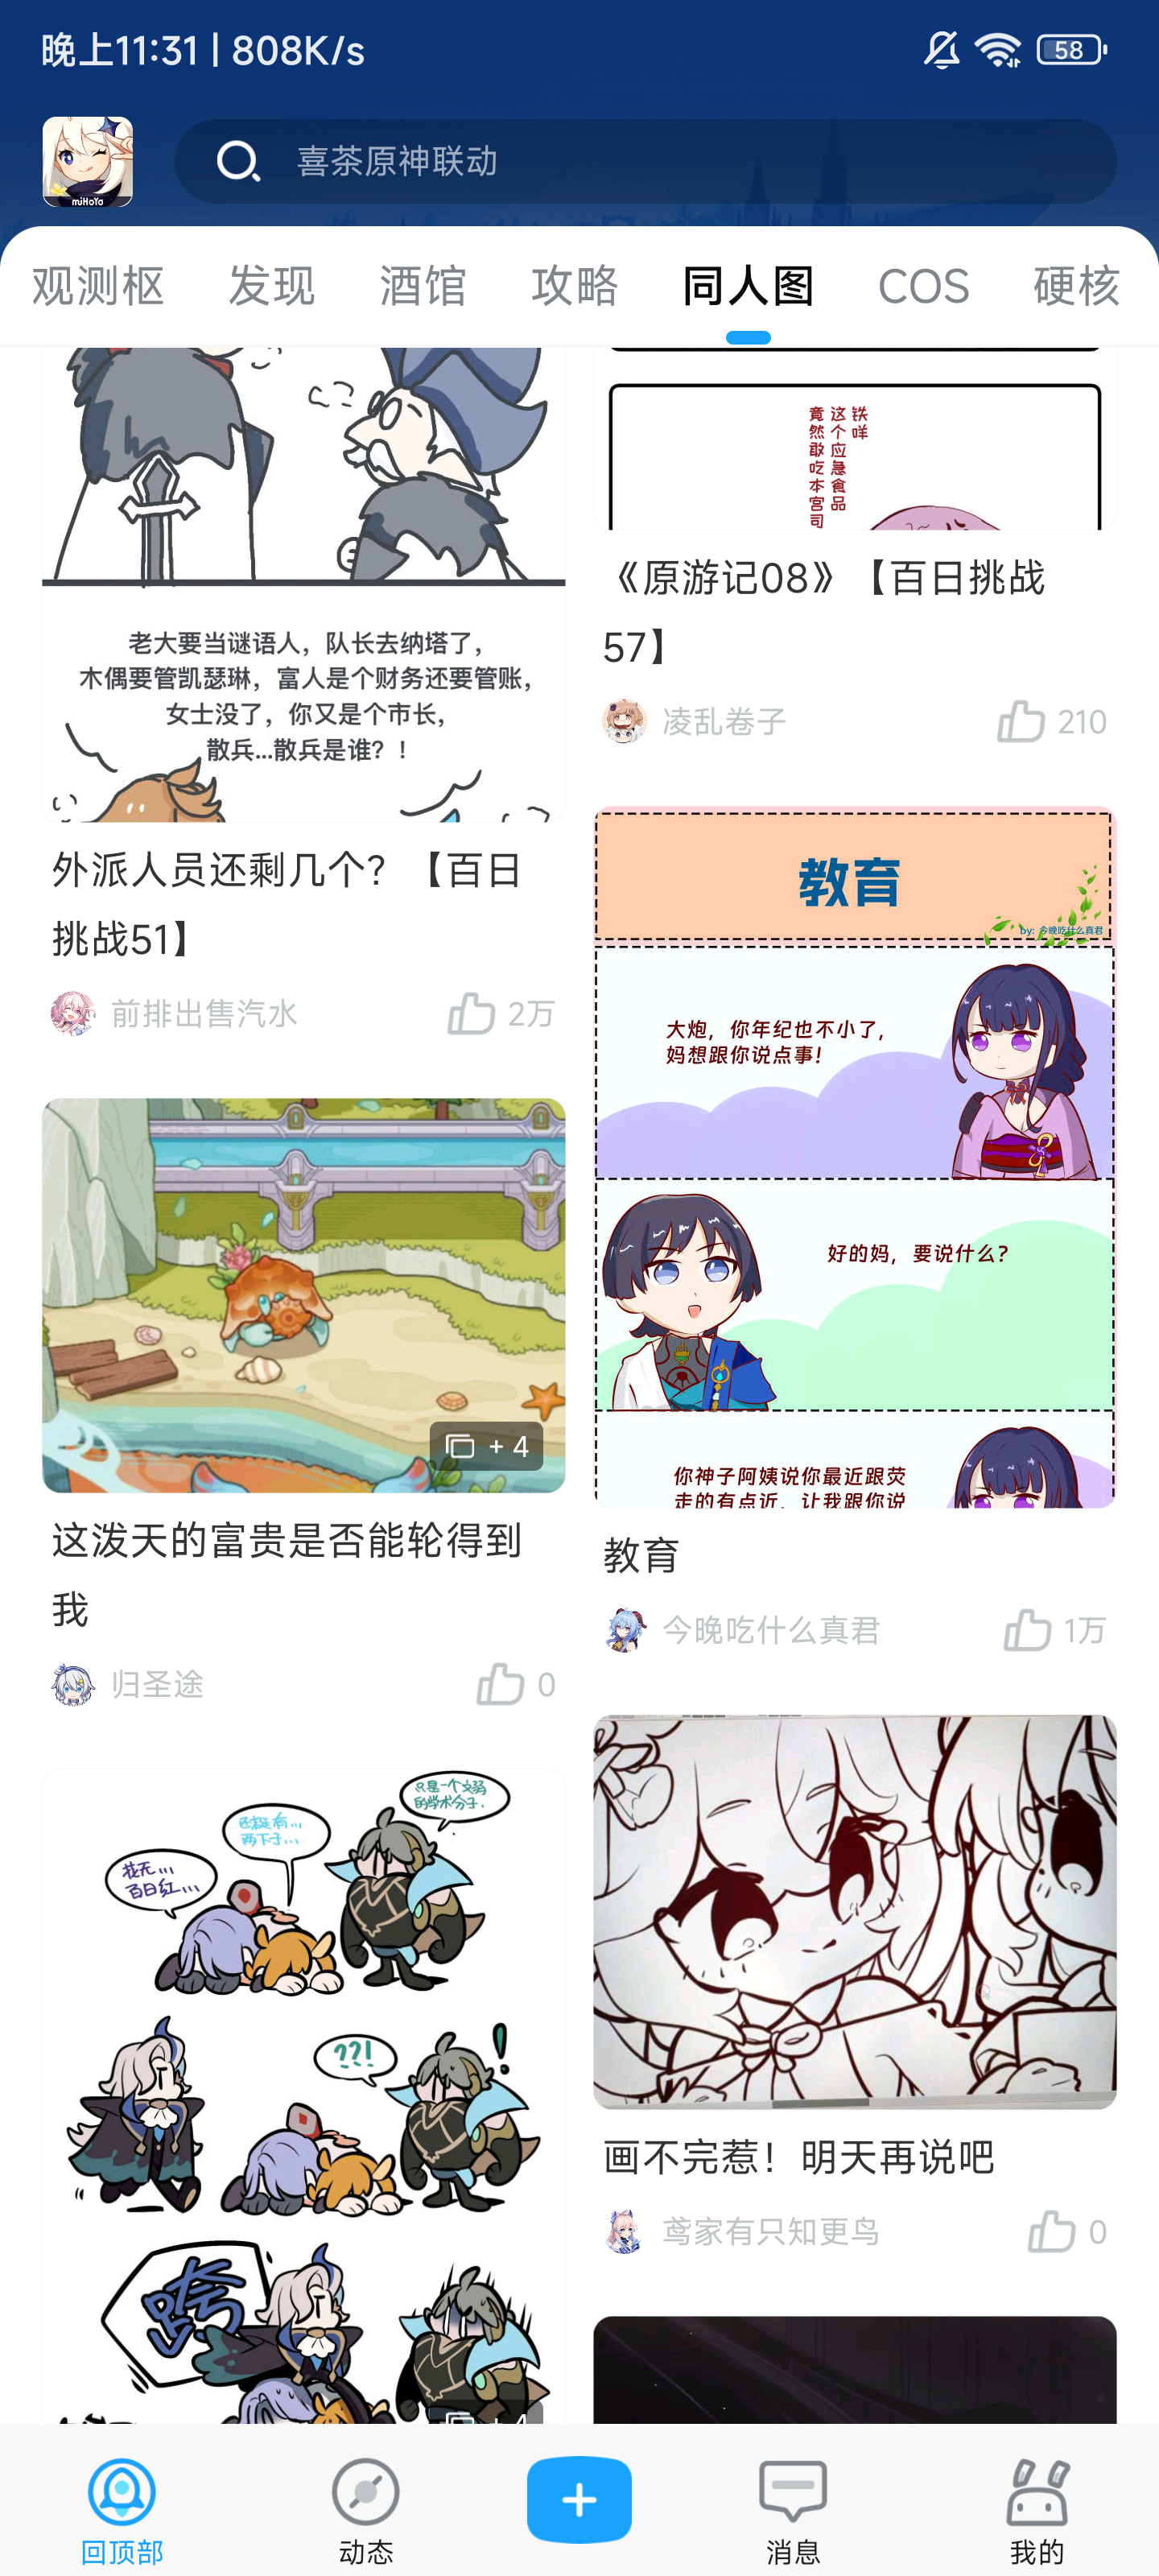 晚上11:31 | 808K/s
58
miHoYo
喜茶原神联动
观测枢 发现 酒馆 攻略 同人图 COS 硬核
老大要当谜语人，队长去纳塔了，
木偶要管凯瑟琳，富人是个财务还要管账，
女士没了，你又是个市长，
散兵...散兵是谁？！
外派人员还剩几个？【百日
挑战51】
前排出售汽水 2万
+ 4
这泼天的富贵是否能轮得到
我
归圣途 0
只是一个文弱
的学术分子.
还挺有...
两下子...
花无...
百日红...
??!
跨
+ 4
铁咩
这个应急食品
竟然敢吃本宫司
《原游记08》【百日挑战
57】
凌乱卷子 210
教育
by: 今晚吃什么真君
大炮，你年纪也不小了，
妈想跟你说点事！
好的妈，要说什么？
你神子阿姨说你最近跟荧
走的有点近，让我跟你说
教育
今晚吃什么真君 1万
画不完惹！明天再说吧
鸢家有只知更鸟 0
回顶部 动态 消息 我的